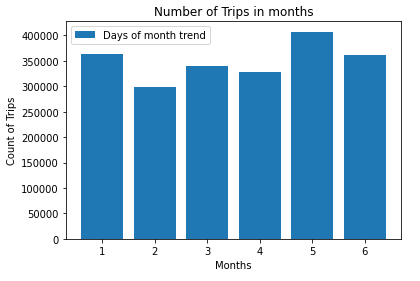 Number of Trips in months
Days of month trend
Count of Trips
400000
350000
300000
250000
200000
150000
100000
50000
0
1 2 3 4 5 6
Months